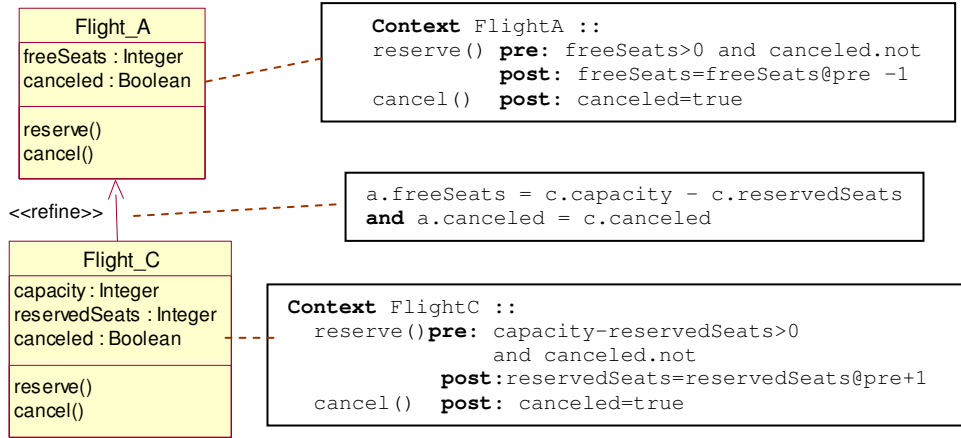 Flight_A
freeSeats : Integer
canceled : Boolean
reserve()
cancel()
Context FlightA ::
reserve() pre: freeSeats>0 and canceled.not
post: freeSeats=freeSeats@pre -1
cancel() post: canceled=true
<<refine>>
a.freeSeats = c.capacity - c.reservedSeats
and a.canceled = c.canceled
Flight_C
capacity : Integer
reservedSeats : Integer
canceled : Boolean
reserve()
cancel()
Context FlightC ::
reserve()pre: capacity-reservedSeats>0
and canceled.not
post:reservedSeats=reservedSeats@pre+1
cancel() post: canceled=true